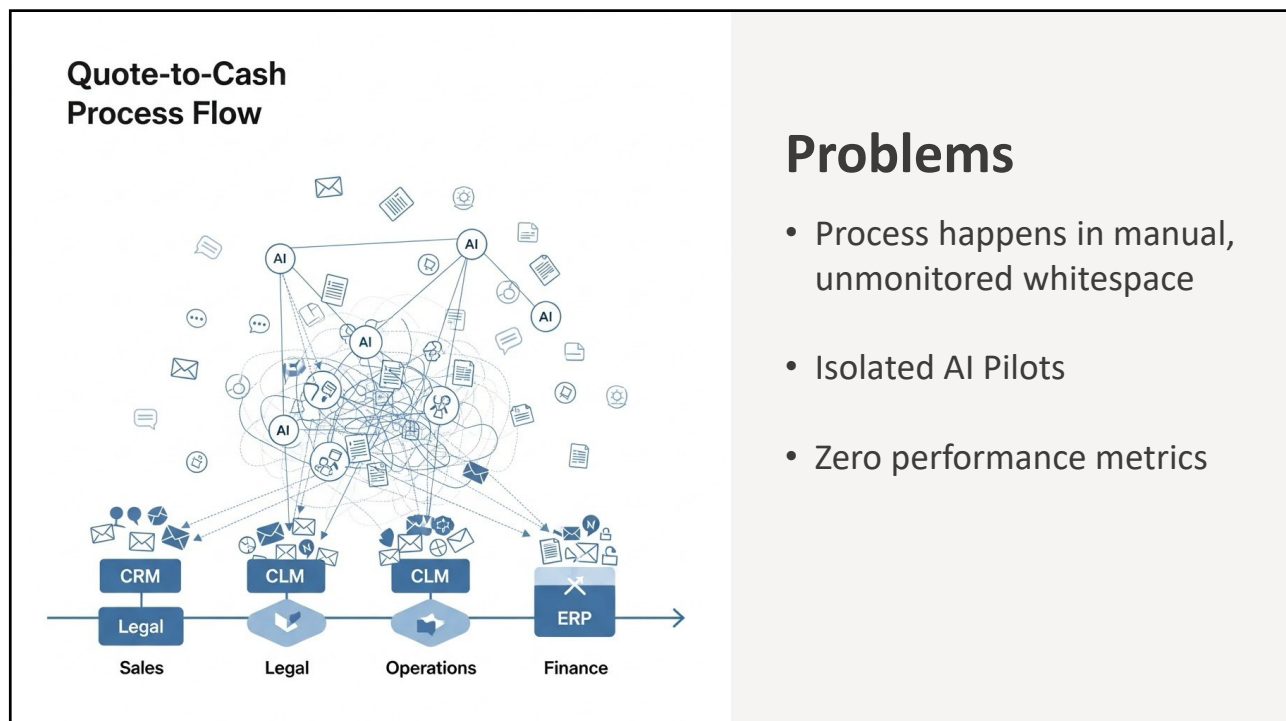 Quote-to-Cash
Process Flow
AI
AI
AI
AI
AI
CRM
CLM
CLM
Legal
ERP
Sales
Legal
Operations
Finance
Problems
• Process happens in manual,
unmonitored whitespace
• Isolated AI Pilots
• Zero performance metrics